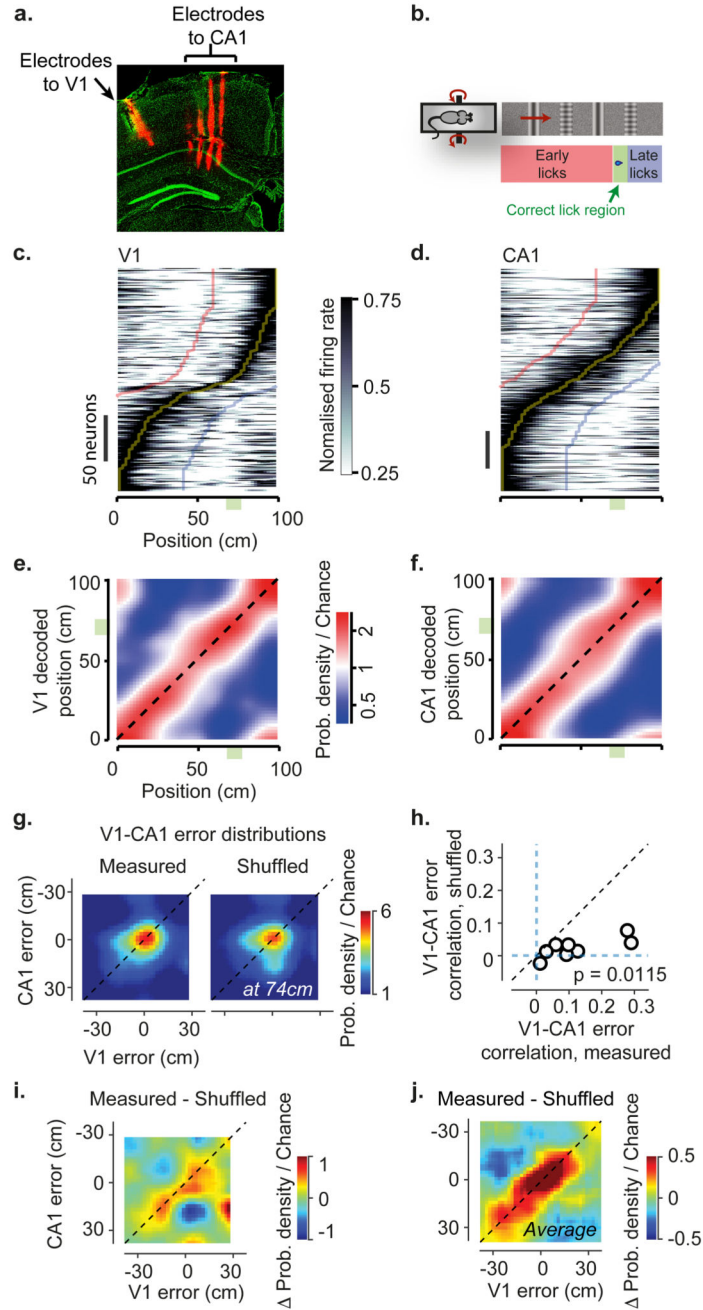 a.
Electrodes
to CA1
Electrodes
to V1
b.
Early
licks
Late
licks
Correct lick region
c.
V1
50 neurons
0
50
100
Position (cm)
Normalised firing rate
0.75
0.5
0.25
d.
CA1
e.
V1 decoded
position (cm)
100
50
0
0
50
100
Position (cm)
Prob. density / Chance
2
1
0.5
f.
CA1 decoded
position (cm)
100
50
0
g.
V1-CA1 error distributions
Measured
Shuffled
CA1 error (cm)
-30
0
30
at 74cm
-30
0
30
V1 error (cm)
Prob. density / Chance
6
1
h.
V1-CA1 error
correlation, shuffled
0.3
0.2
0.1
0
p = 0.0115
0
0.1
0.2
0.3
V1-CA1 error
correlation, measured
i.
Measured - Shuffled
CA1 error (cm)
-30
0
30
-30
0
30
V1 error (cm)
Δ Prob. density / Chance
1
0
-1
j.
Measured - Shuffled
-30
0
30
Average
-30
0
30
V1 error (cm)
Δ Prob. density / Chance
0.5
0
-0.5